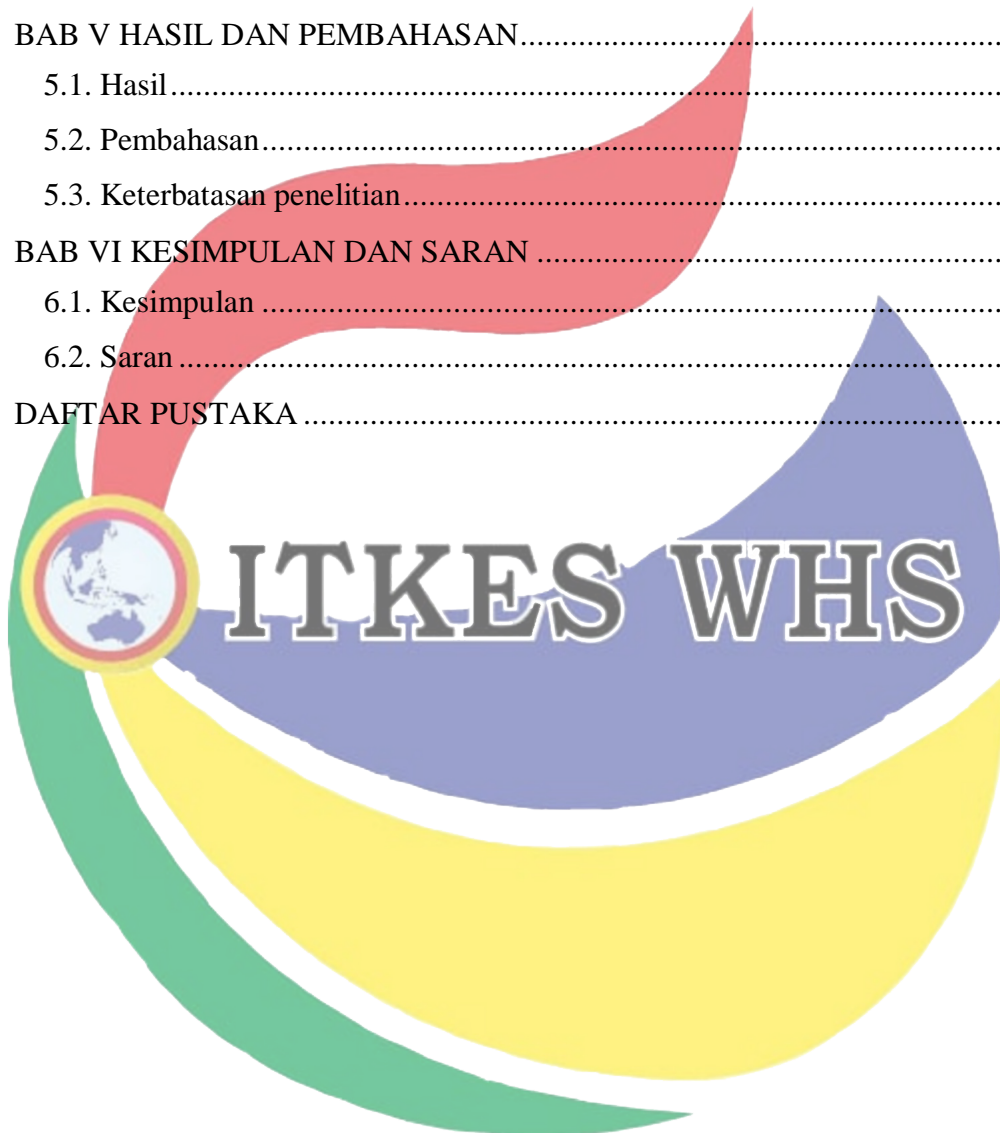 BAB V HASIL DAN PEMBAHASAN............................................................
5.1. Hasil............................................................................................................
5.2. Pembahasan................................................................................................
5.3. Keterbatasan penelitian..............................................................................
BAB VI KESIMPULAN DAN SARAN ............................................................
6.1. Kesimpulan ................................................................................................
6.2. Saran ...........................................................................................................
DAFTAR PUSTAKA .........................................................................................
ITKES WHS